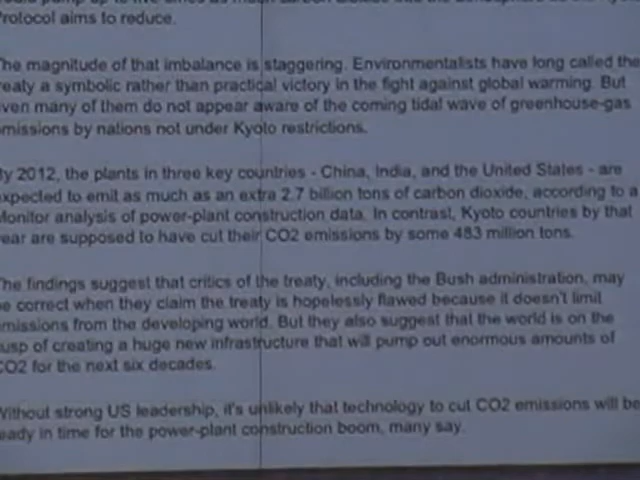 Protocol aims to reduce.
The magnitude of that imbalance is staggering. Environmentalists have long called the
treaty a symbolic rather than practical victory in the fight against global warming. But
even many of them do not appear aware of the coming tidal wave of greenhouse-gas
emissions by nations not under Kyoto restrictions.
By 2012, the plants in three key countries - China, India, and the United States - are
expected to emit as much as an extra 2.7 billion tons of carbon dioxide, according to a
Monitor analysis of power-plant construction data. In contrast, Kyoto countries by that
year are supposed to have cut their CO2 emissions by some 483 million tons.
The findings suggest that critics of the treaty, including the Bush administration, may
be correct when they claim the treaty is hopelessly flawed because it doesn't limit
emissions from the developing world. But they also suggest that the world is on the
cusp of creating a huge new infrastructure that will pump out enormous amounts of
CO2 for the next six decades.
Without strong US leadership, it's unlikely that technology to cut CO2 emissions will be
ready in time for the power-plant construction boom, many say.